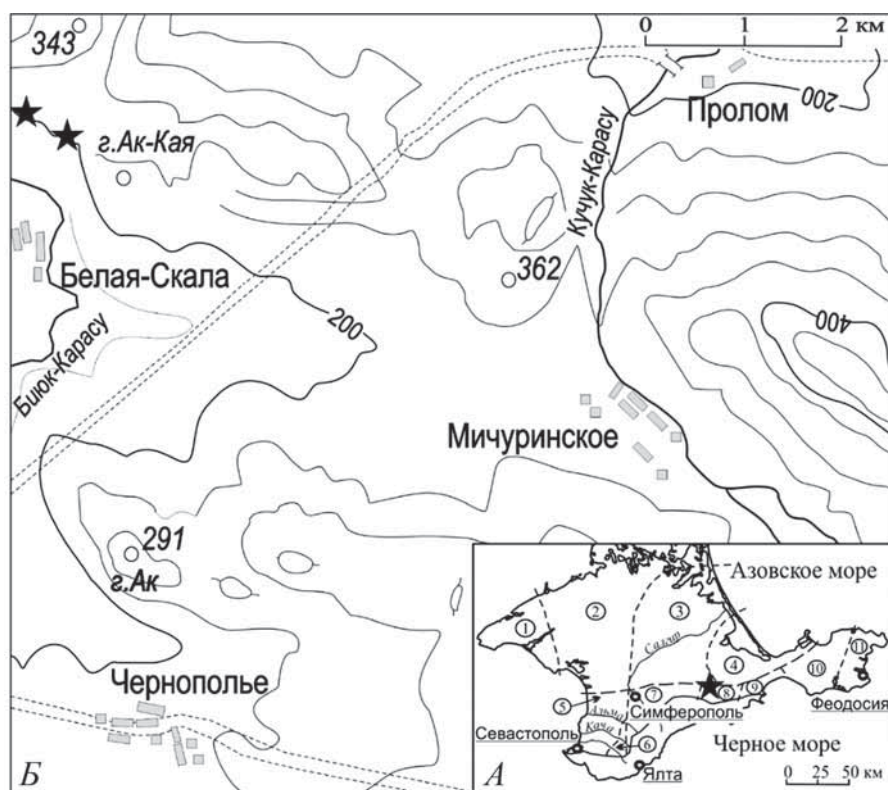 343
0 1 2 км
Пролом
200
г.Ак-Кая
Кучук-Карасу
Белая-Скала
362
200
400
Биюк-Карасу
Мичуринское
291
г.Ак
Чернополье
Б
Азовское море
1
2
3
Салгир
4
11
10
9
8
7
5
Симферополь
Феодосия
Альма
Кача
Севастополь
6
Черное море
Ялта
А
0 25 50 км